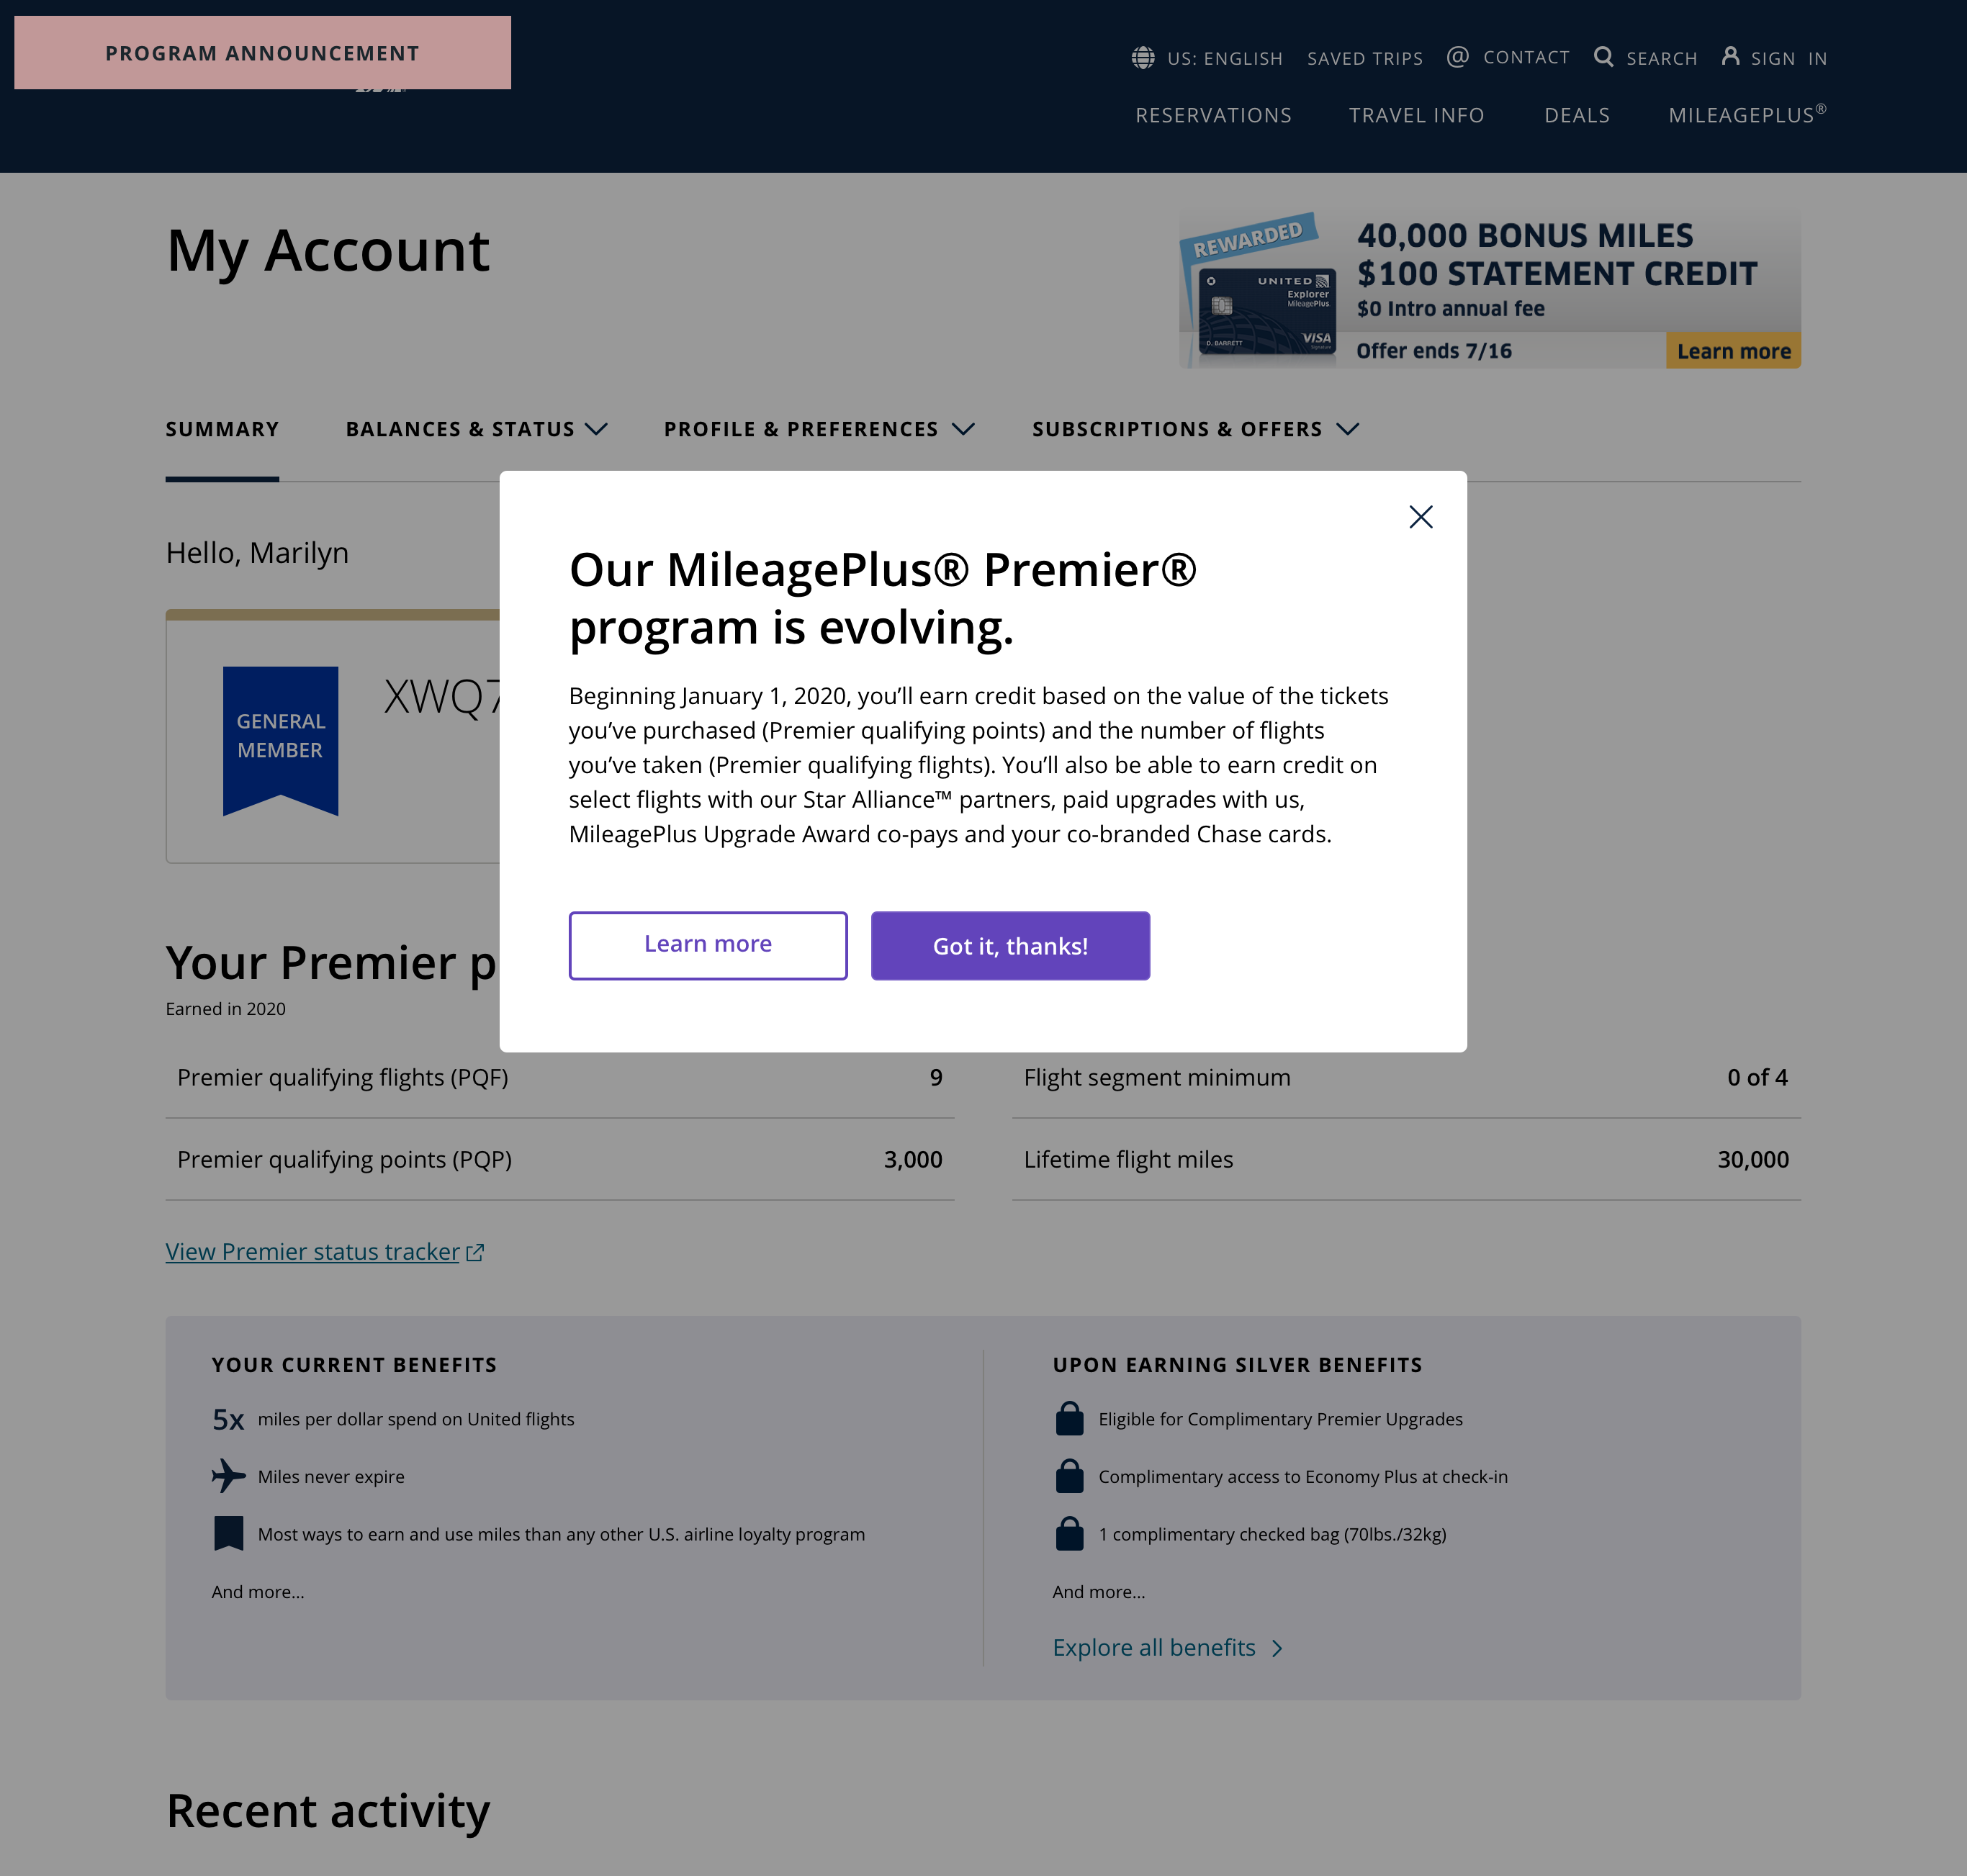 PROGRAM ANNOUNCEMENT
US: ENGLISH SAVED TRIPS @ CONTACT SEARCH SIGN IN
RESERVATIONS TRAVEL INFO DEALS MILEAGEPLUS®
My Account
REWARDED
UNITED
Explorer
MileagePlus
D. BARRETT
VISA
Signature
40,000 BONUS MILES
$100 STATEMENT CREDIT
$0 Intro annual fee
Offer ends 7/16
Learn more
SUMMARY BALANCES & STATUS PROFILE & PREFERENCES SUBSCRIPTIONS & OFFERS
Hello, Marilyn
GENERAL
MEMBER
XWQ7
Our MileagePlus® Premier®
program is evolving.
Beginning January 1, 2020, you’ll earn credit based on the value of the tickets
you’ve purchased (Premier qualifying points) and the number of flights
you’ve taken (Premier qualifying flights). You’ll also be able to earn credit on
select flights with our Star Alliance™ partners, paid upgrades with us,
MileagePlus Upgrade Award co-pays and your co-branded Chase cards.
Learn more
Got it, thanks!
Your Premier p
Earned in 2020
Premier qualifying flights (PQF) 9
Flight segment minimum 0 of 4
Premier qualifying points (PQP) 3,000
Lifetime flight miles 30,000
View Premier status tracker
YOUR CURRENT BENEFITS
5x miles per dollar spend on United flights
Miles never expire
Most ways to earn and use miles than any other U.S. airline loyalty program
And more...
UPON EARNING SILVER BENEFITS
Eligible for Complimentary Premier Upgrades
Complimentary access to Economy Plus at check-in
1 complimentary checked bag (70lbs./32kg)
And more...
Explore all benefits
Recent activity